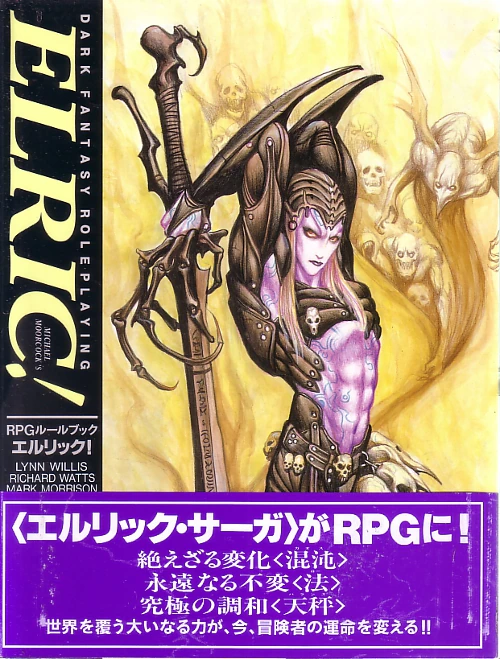 DARK FANTASY ROLEPLAYING
ELRIC!
MICHAEL
MOORCOCK'S
RPGルールブック
エルリック!
LYNN WILLIS
RICHARD WATTS
MARK MORRISON
〈エルリック・サーガ〉がRPGに!
絶えざる変化〈混沌〉
永遠なる不変〈法〉
究極の調和〈天秤〉
世界を覆う大いなる力が、今、冒険者の運命を変える!!